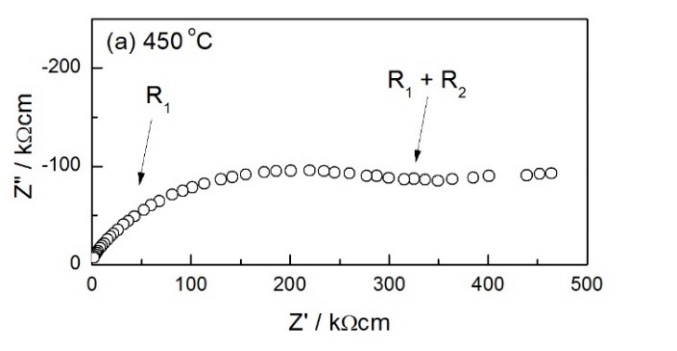 (a) 450 °C
-200
R₁ + R₂
R₁
Z" / kΩcm
-100
0
0 100 200 300 400 500
Z' / kΩcm